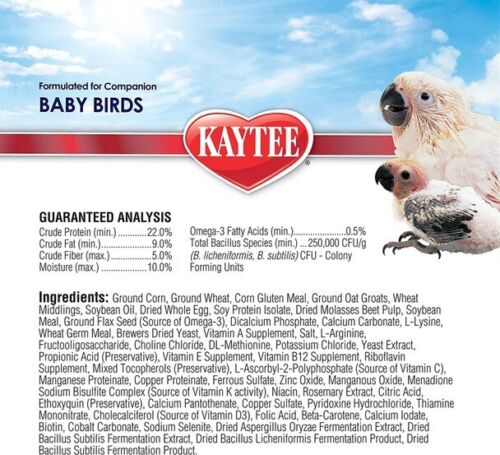 Formulated for Companion
BABY BIRDS
KAYTEE®
GUARANTEED ANALYSIS
Crude Protein (min.)...........22.0%
Crude Fat (min.)..................9.0%
Crude Fiber (max.)...............5.0%
Moisture (max.).................10.0%
Omega-3 Fatty Acids (min.)..................0.5%
Total Bacillus Species (min.) ...250,000 CFU/g
(B. licheniformis, B. subtilis) CFU - Colony
Forming Units
Ingredients: Ground Corn, Ground Wheat, Corn Gluten Meal, Ground Oat Groats, Wheat
Middlings, Soybean Oil, Dried Whole Egg, Soy Protein Isolate, Dried Molasses Beet Pulp, Soybean
Meal, Ground Flax Seed (Source of Omega-3), Dicalcium Phosphate, Calcium Carbonate, L-Lysine,
Wheat Germ Meal, Brewers Dried Yeast, Vitamin A Supplement, Salt, L-Arginine,
Fructooligosaccharide, Choline Chloride, DL-Methionine, Potassium Chloride, Yeast Extract,
Propionic Acid (Preservative), Vitamin E Supplement, Vitamin B12 Supplement, Riboflavin
Supplement, Mixed Tocopherols (Preservative), L-Ascorbyl-2-Polyphosphate (Source of Vitamin C),
Manganese Proteinate, Copper Proteinate, Ferrous Sulfate, Zinc Oxide, Manganous Oxide, Menadione
Sodium Bisulfite Complex (Source of Vitamin K activity), Niacin, Rosemary Extract, Citric Acid,
Ethoxyquin (Preservative), Calcium Pantothenate, Copper Sulfate, Pyridoxine Hydrochloride, Thiamine
Mononitrate, Cholecalciferol (Source of Vitamin D3), Folic Acid, Beta-Carotene, Calcium Iodate,
Biotin, Cobalt Carbonate, Sodium Selenite, Dried Aspergillus Oryzae Fermentation Extract, Dried
Bacillus Subtilis Fermentation Extract, Dried Bacillus Licheniformis Fermentation Product, Dried
Bacillus Subtilis Fermentation Product.